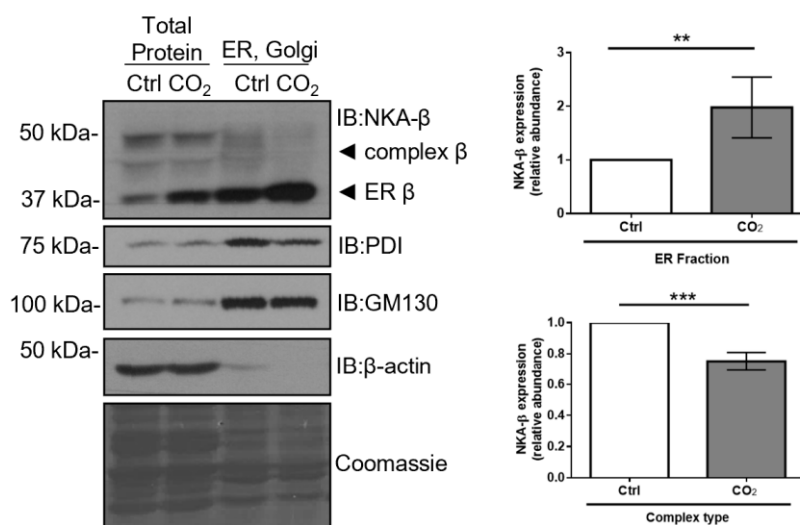 Total
Protein
ER, Golgi
Ctrl CO₂
Ctrl CO₂
50 kDa-
IB:NKA-β
◄ complex β
37 kDa-
◄ ER β
75 kDa-
IB:PDI
100 kDa-
IB:GM130
50 kDa-
IB:β-actin
Coomassie
NKA-β expression
(relative abundance)
3
2
1
0
**
Ctrl
CO₂
ER Fraction
NKA-β expression
(relative abundance)
1.0
0.8
0.6
0.4
0.2
0.0
***
Ctrl
CO₂
Complex type